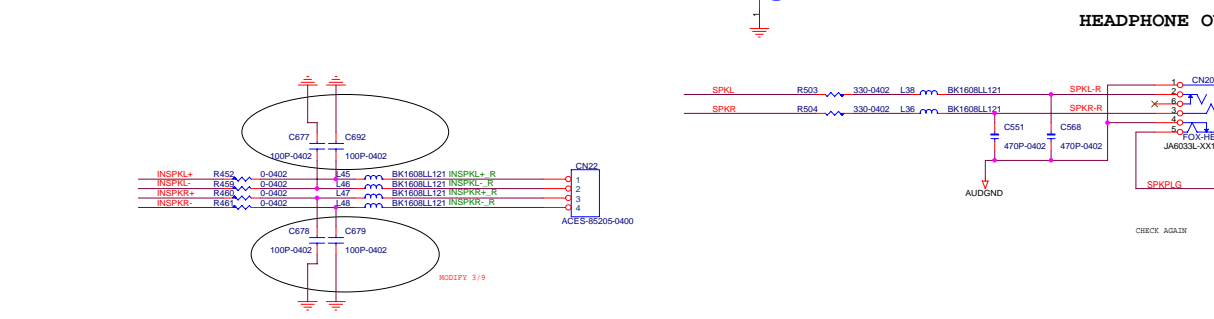 1
HEADPHONE O
C677 C692
100P-0402 100P-0402
INSPKL+ R452 0-0402 L45 BK1608LL121 INSPKL+_R
INSPKL- R459 0-0402 L46 BK1608LL121 INSPKL-_R
INSPKR+ R460 0-0402 L47 BK1608LL121 INSPKR+_R
INSPKR- R461 0-0402 L48 BK1608LL121 INSPKR-_R
CN22
1
2
3
4
ACES-85205-0400
C678 C679
100P-0402 100P-0402
MODIFY 3/9
SPKL R503 330-0402 L38 BK1608LL121 SPKL-R
SPKR R504 330-0402 L36 BK1608LL121 SPKR-R
C551 C568
470P-0402 470P-0402
AUDGND
CN20
1
2
6
3
4
5
FOX-HE
JA6033L-XX1
SPKPLG
CHECK AGAIN